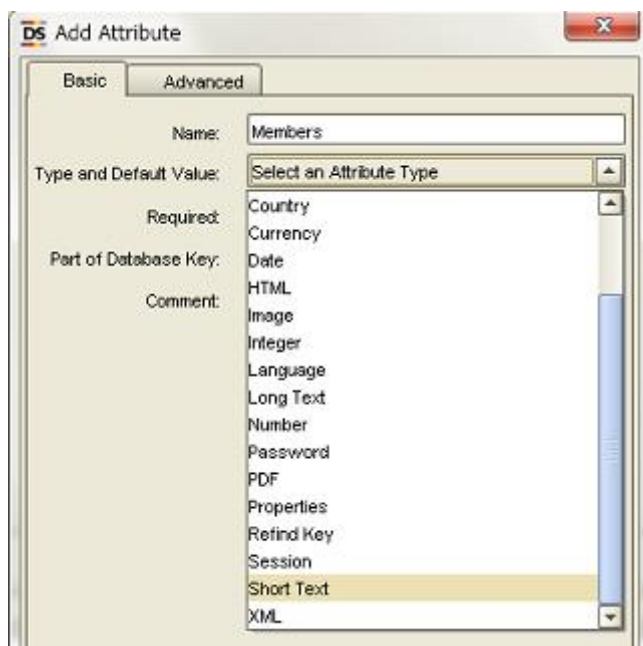 DS Add Attribute
Basic Advanced
Name: Members
Type and Default Value: Select an Attribute Type
Required:
Part of Database Key:
Comment:
Country
Currency
Date
HTML
Image
Integer
Language
Long Text
Number
Password
PDF
Properties
Refind Key
Session
Short Text
XML